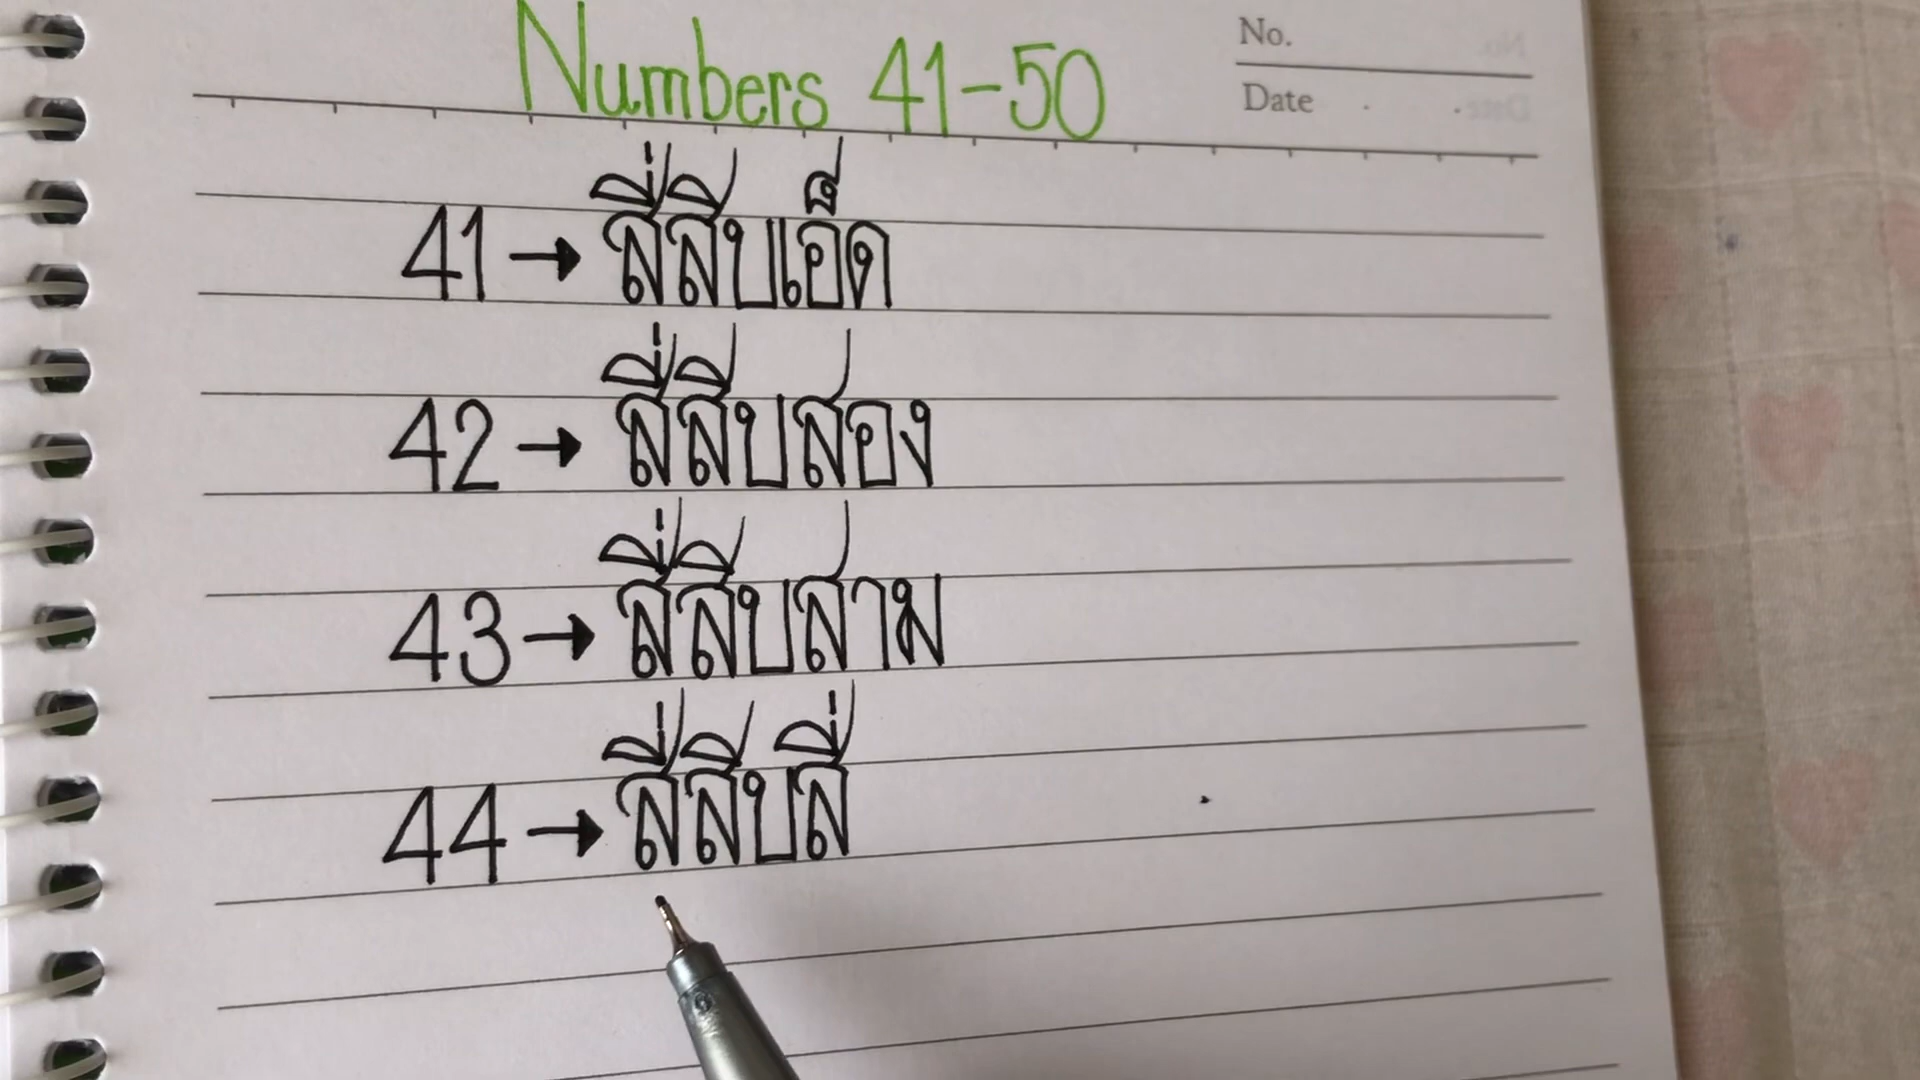 Numbers 41-50
No.
Date
41 → สี่สิบเอ็ด
42 → สี่สิบสอง
43 → สี่สิบสาม
44 → สี่สิบสี่